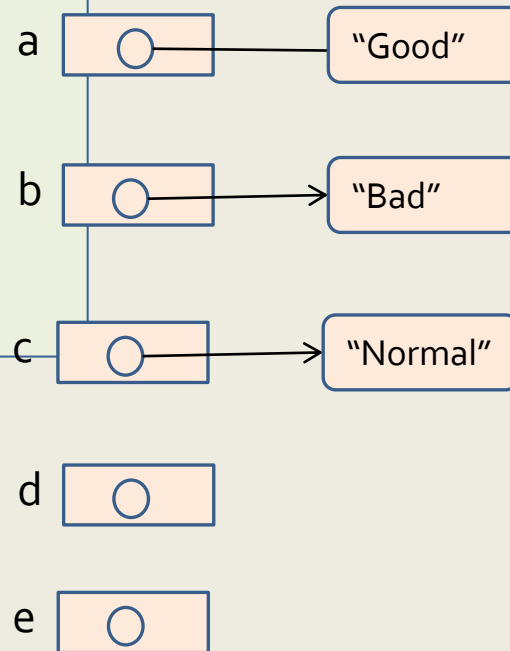 a “Good”
b “Bad”
c “Normal”
d
e